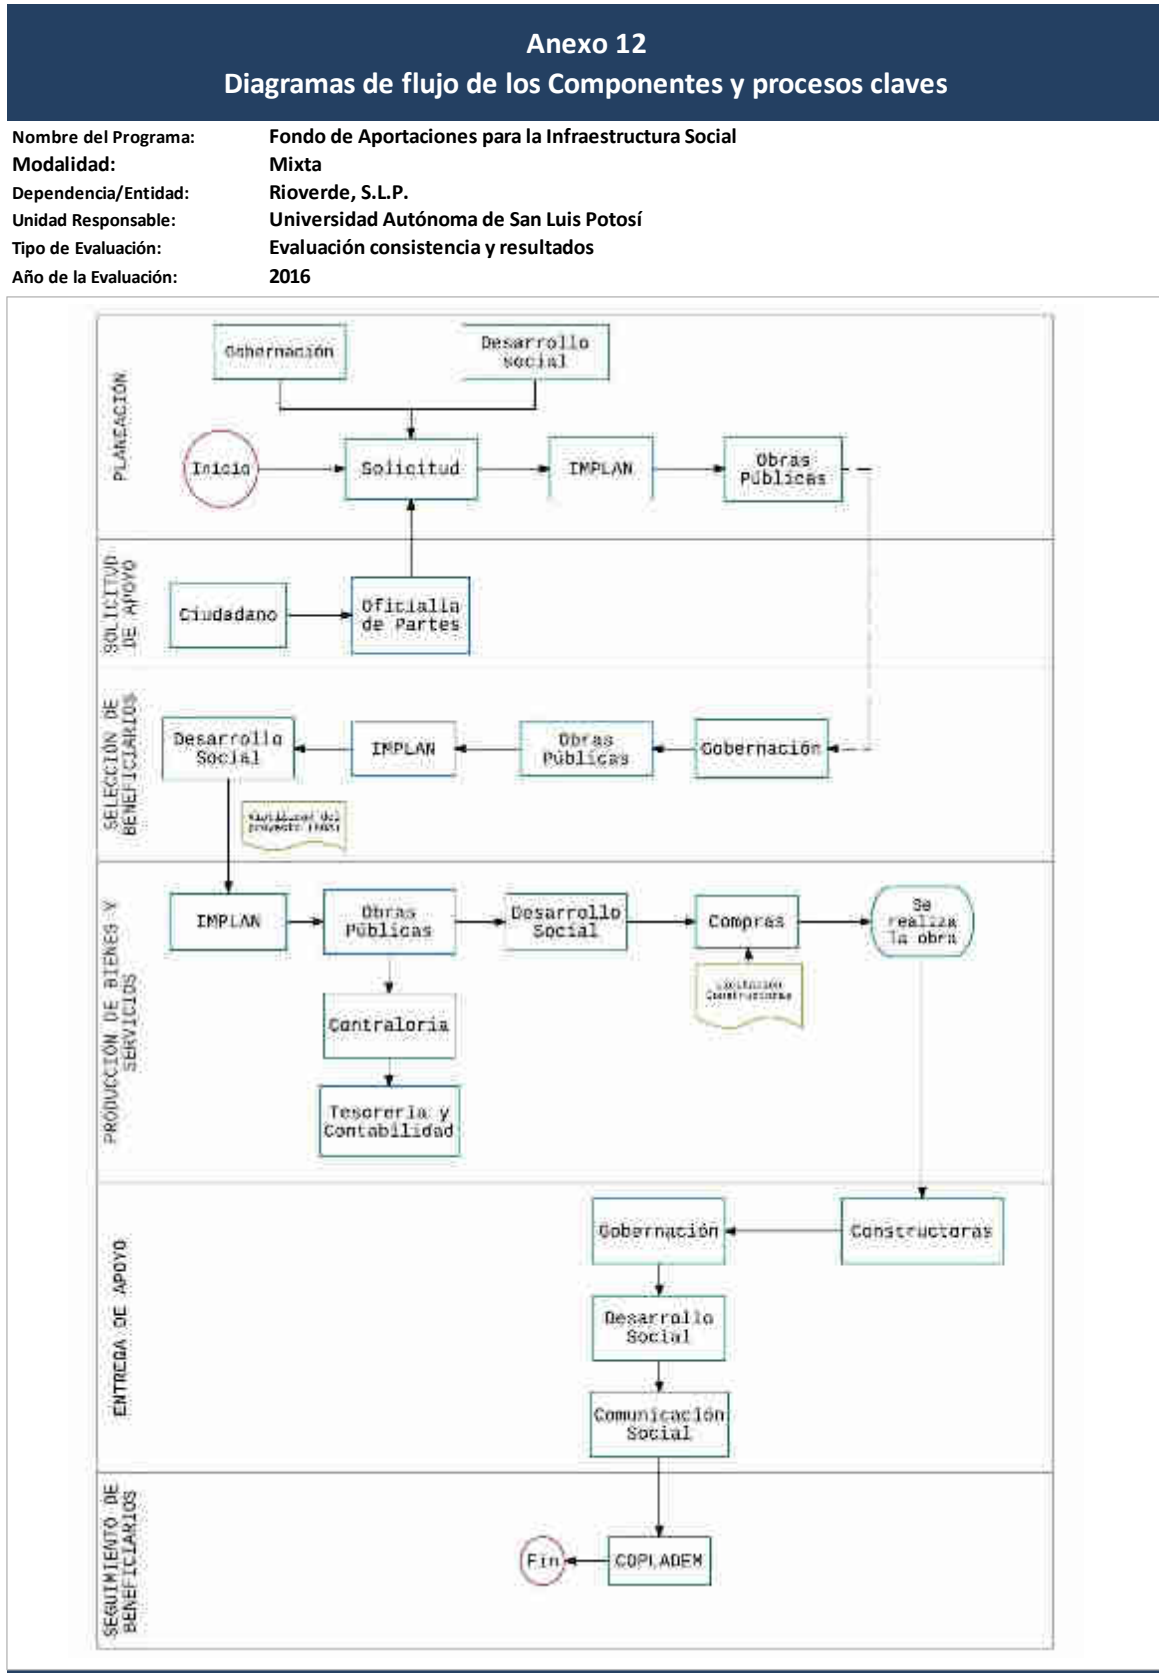 Anexo 12
Diagramas de flujo de los Componentes y procesos claves
Nombre del Programa: Fondo de Aportaciones para la Infraestructura Social
Modalidad: Mixta
Dependencia/Entidad: Rioverde, S.L.P.
Unidad Responsable: Universidad Autónoma de San Luis Potosí
Tipo de Evaluación: Evaluación consistencia y resultados
Año de la Evaluación: 2016
PLANEACIÓN
Gobernación
Desarrollo
social
Inicio
Solicitud
IMPLAN
Obras
Públicas
SOLICITUD
DE APOYO
Ciudadano
Oficialía
de Partes
SELECCIÓN DE
BENEFICIARIOS
Desarrollo
Social
IMPLAN
Obras
Públicas
Gobernación
del
proyecto
PRODUCCIÓN DE BIENES Y
SERVICIOS
IMPLAN
Obras
Públicas
Desarrollo
Social
Compras
Se
realiza
la obra
Licitación
Constructoras
Contraloría
Tesorería y
Contabilidad
ENTREGA DE APOYO
Gobernación
Constructoras
Desarrollo
Social
Comunicación
Social
SEGUIMIENTO DE
BENEFICIARIOS
Fin
COPLADEM